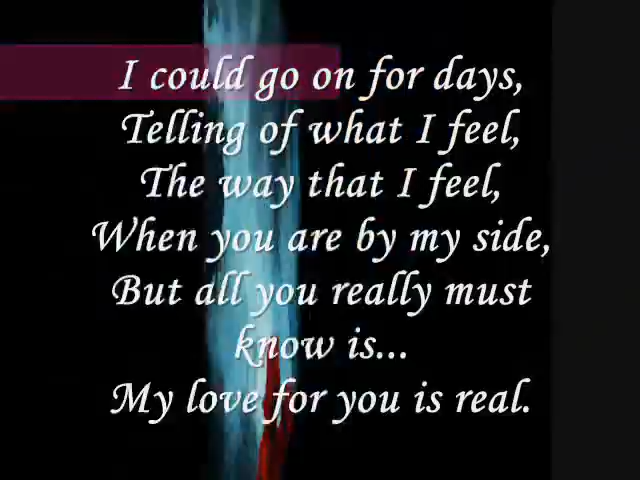 I could go on for days,
Telling of what I feel,
The way that I feel,
When you are by my side,
But all you really must
know is...
My love for you is real.